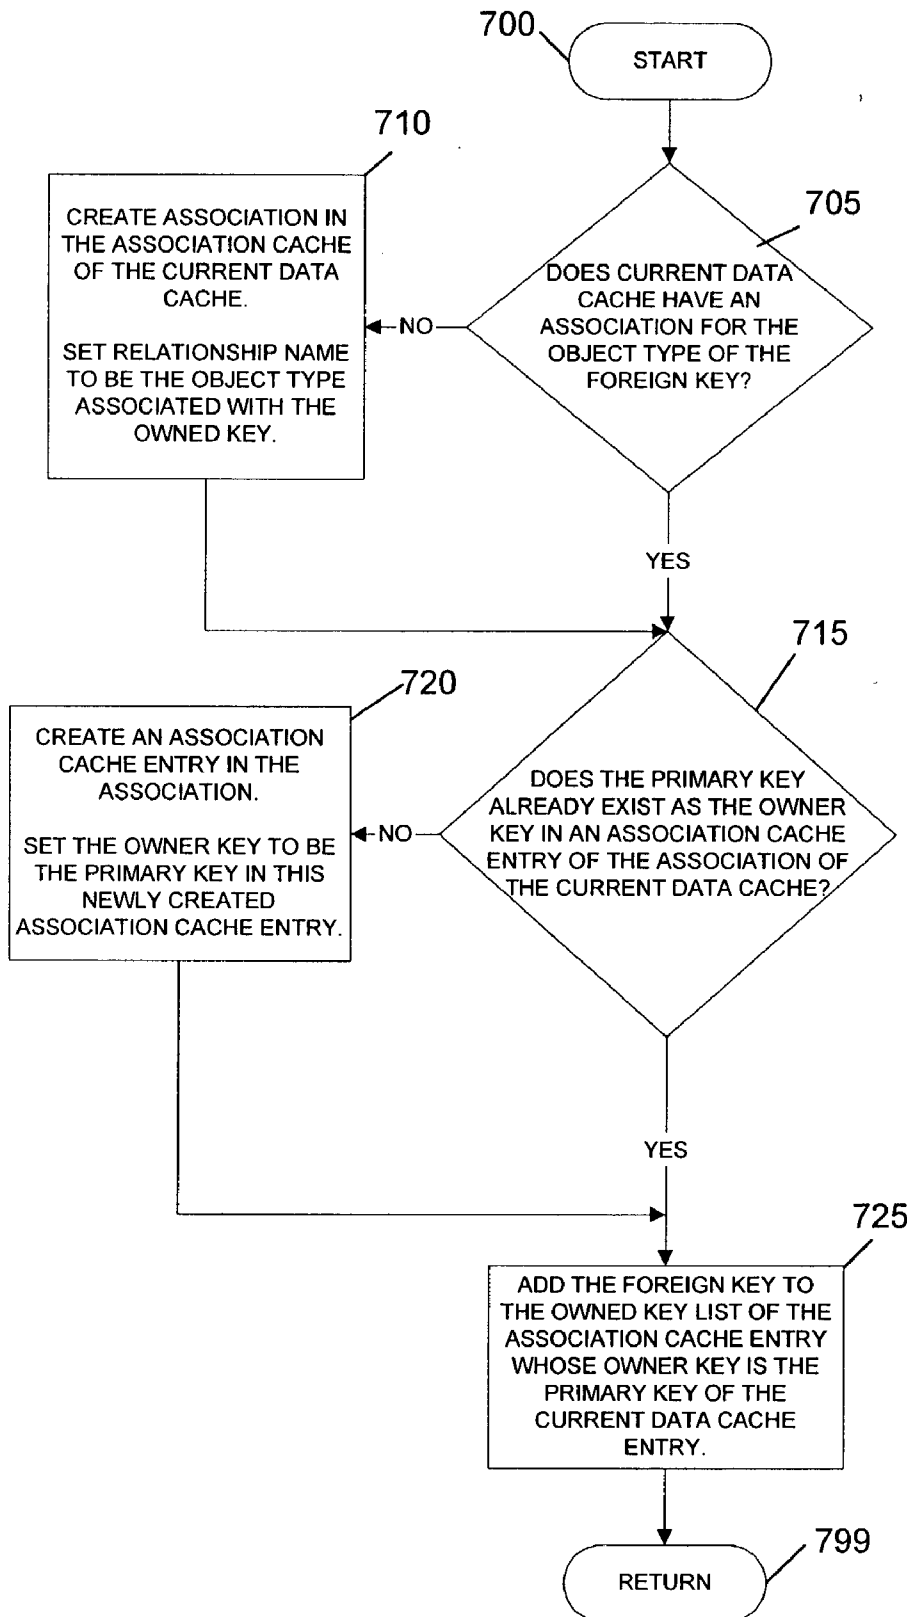 700
START
710
CREATE ASSOCIATION IN
THE ASSOCIATION CACHE
OF THE CURRENT DATA
CACHE.
SET RELATIONSHIP NAME
TO BE THE OBJECT TYPE
ASSOCIATED WITH THE
OWNED KEY.
705
DOES CURRENT DATA
CACHE HAVE AN
ASSOCIATION FOR THE
OBJECT TYPE OF THE
FOREIGN KEY?
NO
YES
715
720
CREATE AN ASSOCIATION
CACHE ENTRY IN THE
ASSOCIATION.
SET THE OWNER KEY TO BE
THE PRIMARY KEY IN THIS
NEWLY CREATED
ASSOCIATION CACHE ENTRY.
DOES THE PRIMARY KEY
ALREADY EXIST AS THE OWNER
KEY IN AN ASSOCIATION CACHE
ENTRY OF THE ASSOCIATION OF
THE CURRENT DATA CACHE?
NO
YES
725
ADD THE FOREIGN KEY TO
THE OWNED KEY LIST OF THE
ASSOCIATION CACHE ENTRY
WHOSE OWNER KEY IS THE
PRIMARY KEY OF THE
CURRENT DATA CACHE
ENTRY.
799
RETURN